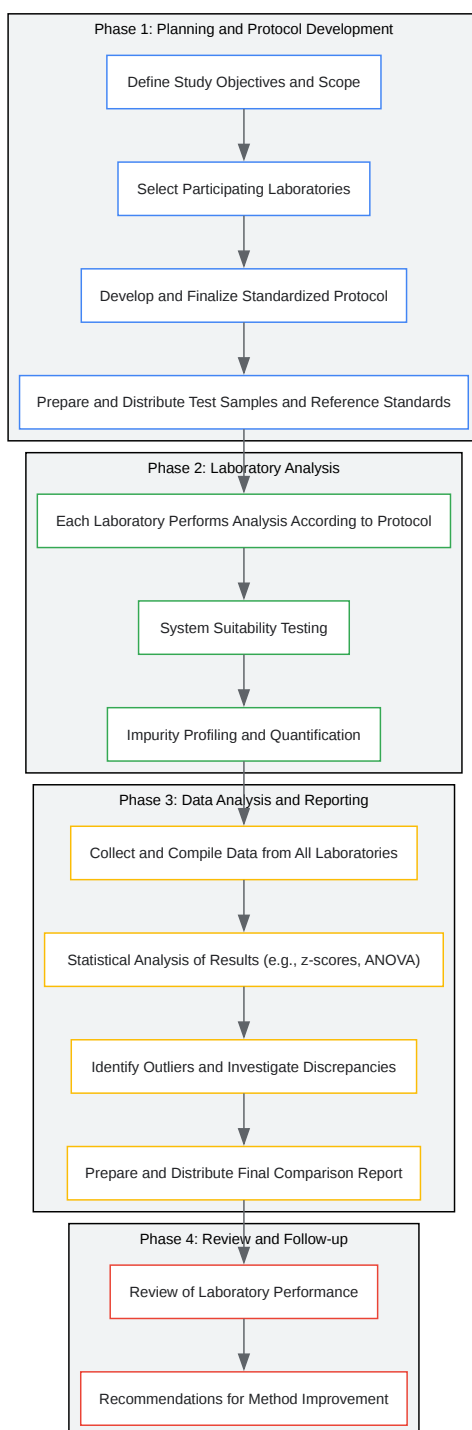 Phase 1: Planning and Protocol Development
Define Study Objectives and Scope
Select Participating Laboratories
Develop and Finalize Standardized Protocol
Prepare and Distribute Test Samples and Reference Standards
Phase 2: Laboratory Analysis
Each Laboratory Performs Analysis According to Protocol
System Suitability Testing
Impurity Profiling and Quantification
Phase 3: Data Analysis and Reporting
Collect and Compile Data from All Laboratories
Statistical Analysis of Results (e.g., z-scores, ANOVA)
Identify Outliers and Investigate Discrepancies
Prepare and Distribute Final Comparison Report
Phase 4: Review and Follow-up
Review of Laboratory Performance
Recommendations for Method Improvement